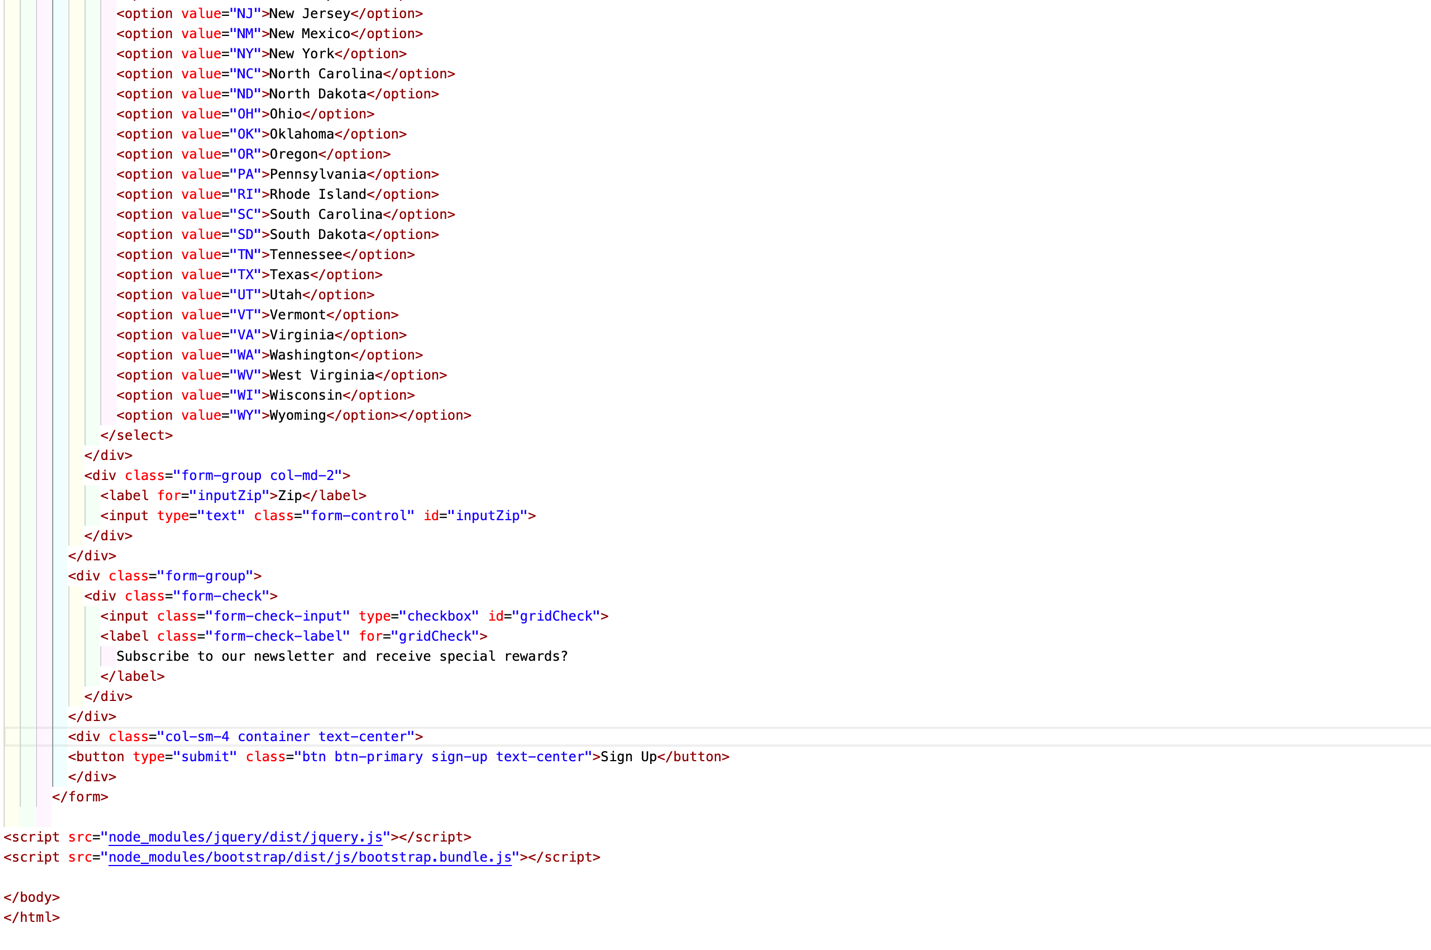 <option value="NJ">New Jersey</option>
<option value="NM">New Mexico</option>
<option value="NY">New York</option>
<option value="NC">North Carolina</option>
<option value="ND">North Dakota</option>
<option value="OH">Ohio</option>
<option value="OK">Oklahoma</option>
<option value="OR">Oregon</option>
<option value="PA">Pennsylvania</option>
<option value="RI">Rhode Island</option>
<option value="SC">South Carolina</option>
<option value="SD">South Dakota</option>
<option value="TN">Tennessee</option>
<option value="TX">Texas</option>
<option value="UT">Utah</option>
<option value="VT">Vermont</option>
<option value="VA">Virginia</option>
<option value="WA">Washington</option>
<option value="WV">West Virginia</option>
<option value="WI">Wisconsin</option>
<option value="WY">Wyoming</option></option>
</select>
</div>
<div class="form-group col-md-2">
<label for="inputZip">Zip</label>
<input type="text" class="form-control" id="inputZip">
</div>
</div>
<div class="form-group">
<div class="form-check">
<input class="form-check-input" type="checkbox" id="gridCheck">
<label class="form-check-label" for="gridCheck">
Subscribe to our newsletter and receive special rewards?
</label>
</div>
</div>
<div class="col-sm-4 container text-center">
<button type="submit" class="btn btn-primary sign-up text-center">Sign Up</button>
</div>
</form>
<script src="node_modules/jquery/dist/jquery.js"></script>
<script src="node_modules/bootstrap/dist/js/bootstrap.bundle.js"></script>
</body>
</html>